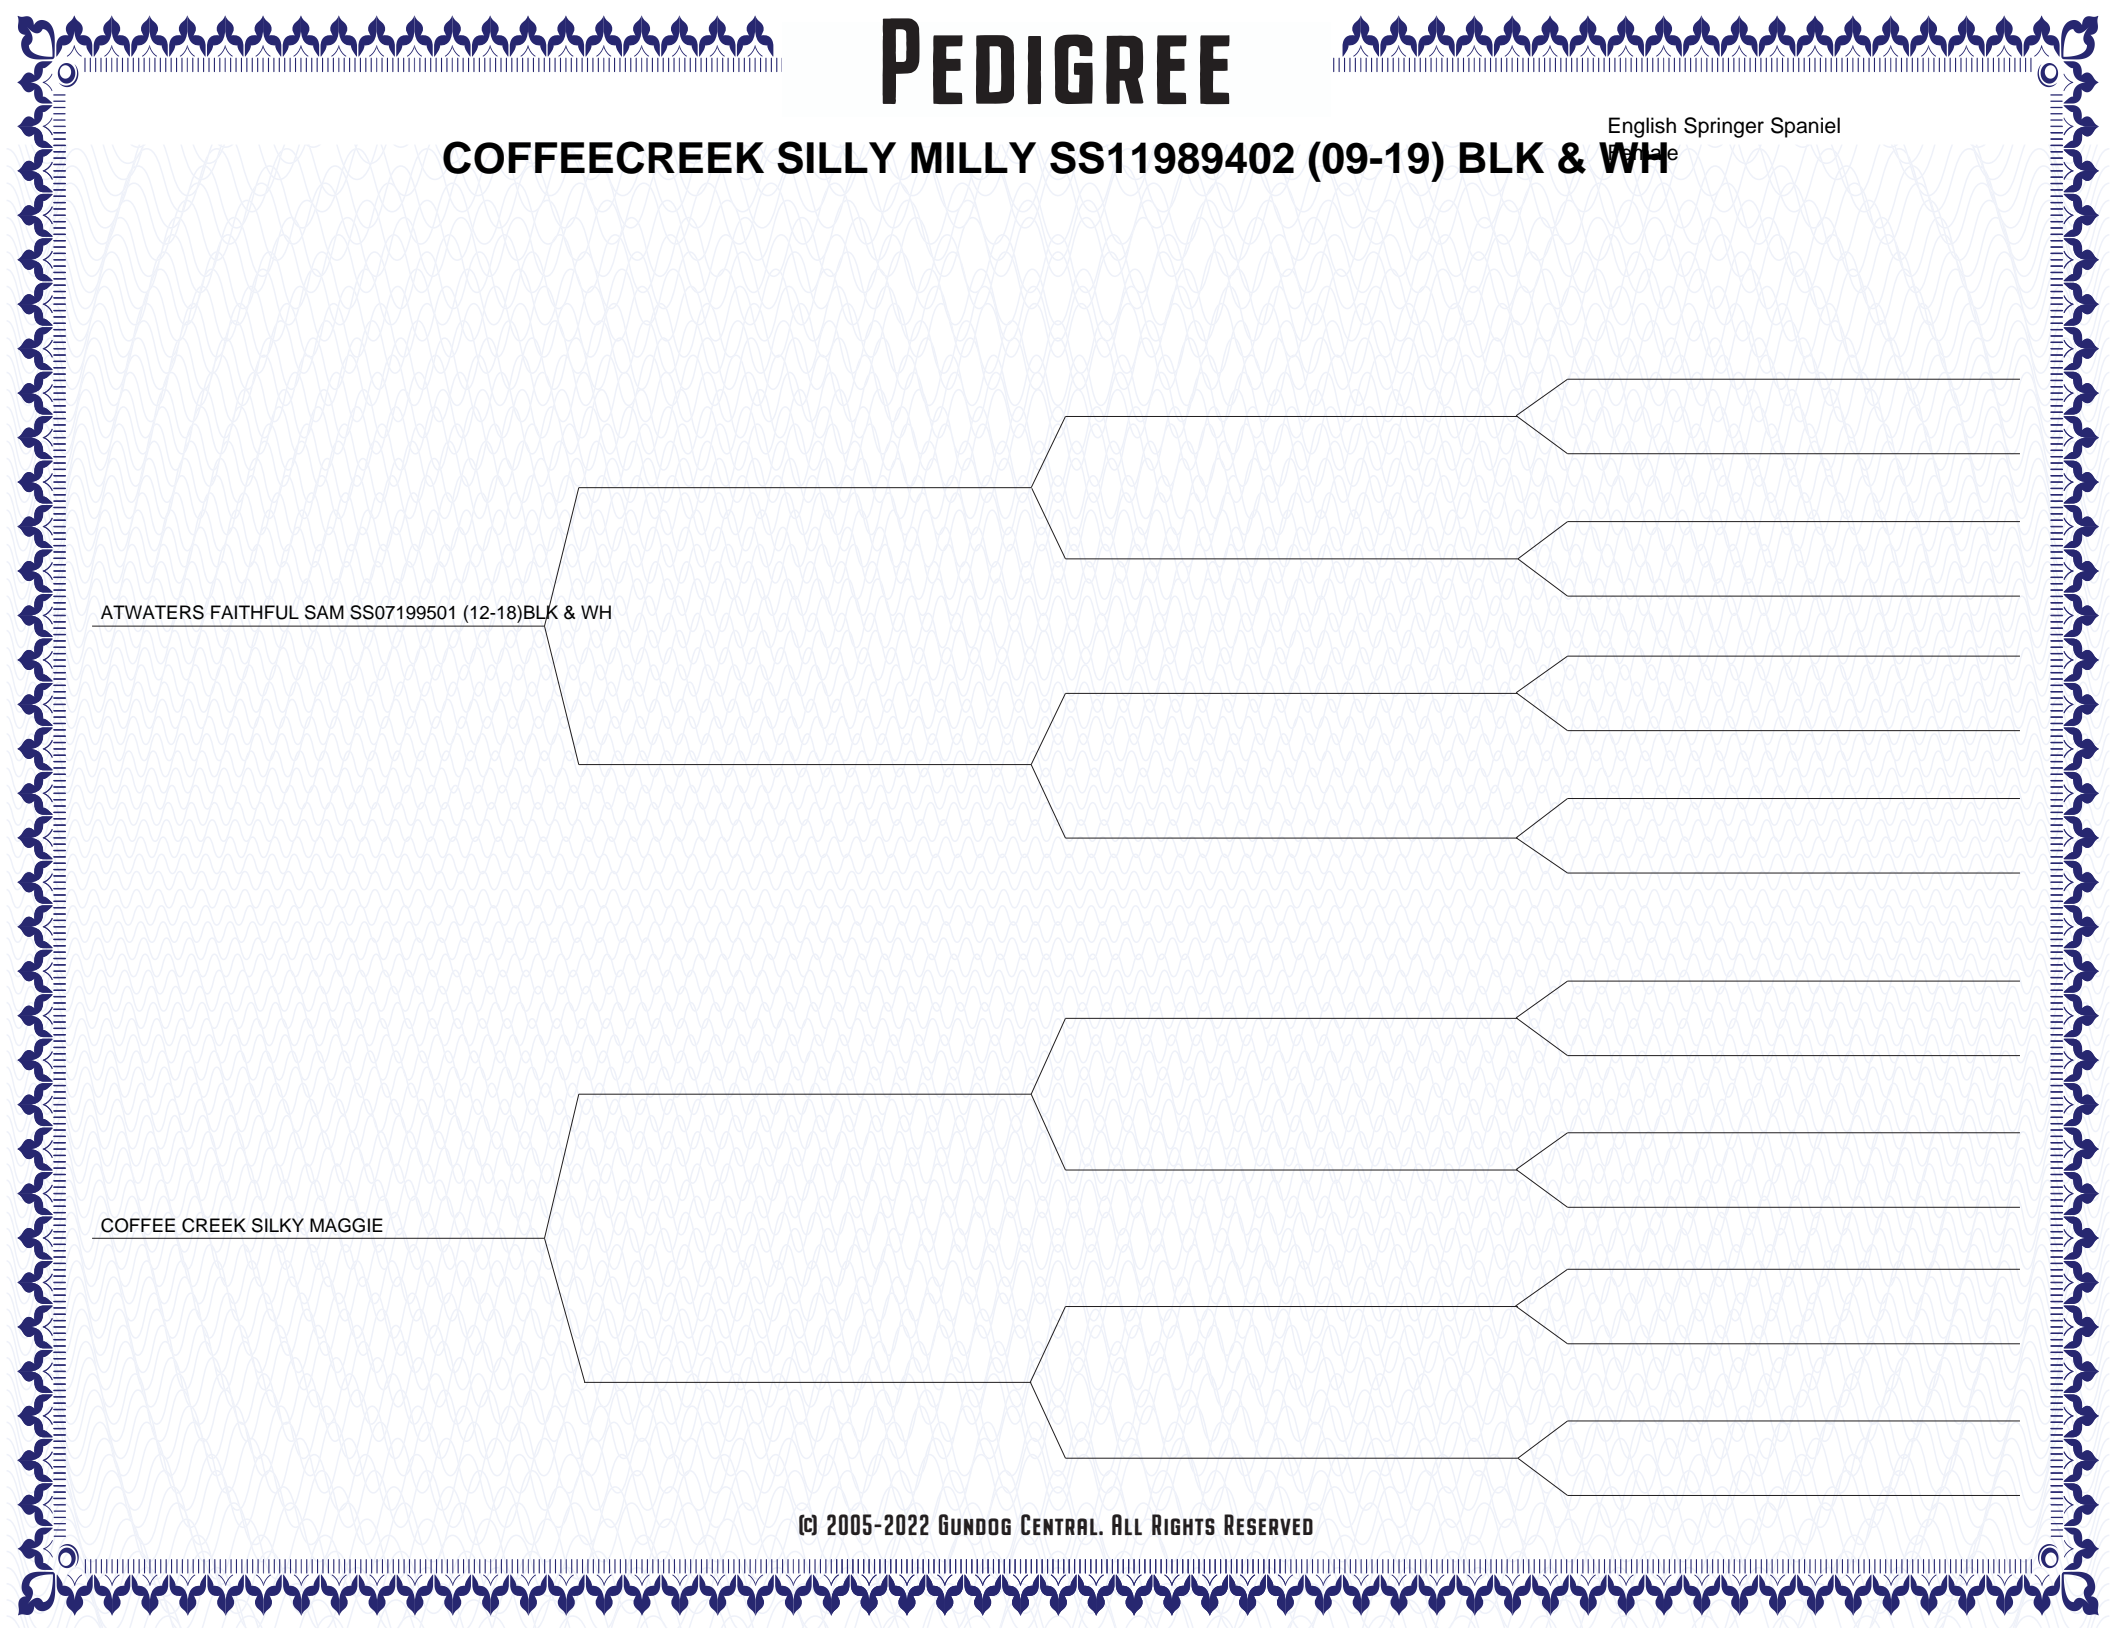 PEDIGREE
English Springer Spaniel
Female
COFFEECREEK SILLY MILLY SS11989402 (09-19) BLK & WH
ATWATERS FAITHFUL SAM SS07199501 (12-18)BLK & WH
COFFEE CREEK SILKY MAGGIE
(C) 2005-2022 GUNDOG CENTRAL. ALL RIGHTS RESERVED